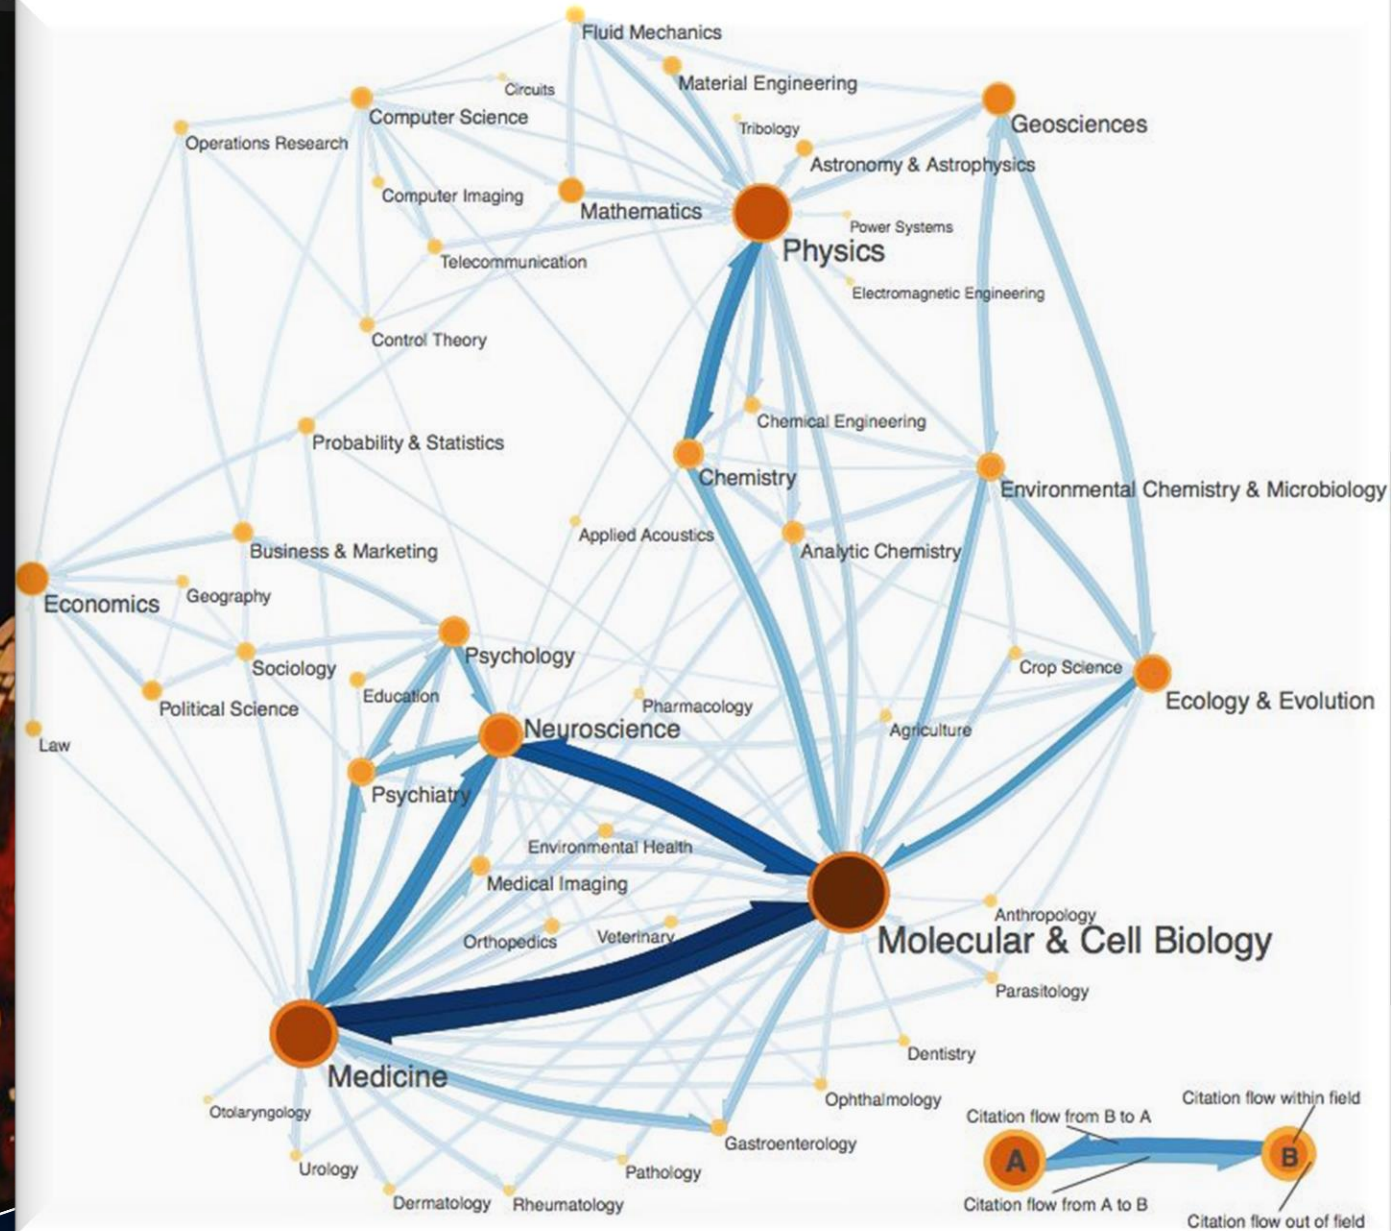 Fluid Mechanics
Material Engineering
Circuits
Computer Science
Geosciences
Tribology
Operations Research
Astronomy & Astrophysics
Computer Imaging
Mathematics
Power Systems
Physics
Telecommunication
Electromagnetic Engineering
Control Theory
Chemical Engineering
Probability & Statistics
Chemistry
Environmental Chemistry & Microbiology
Applied Acoustics
Business & Marketing
Analytic Chemistry
Geography
Economics
Psychology
Sociology
Crop Science
Education
Ecology & Evolution
Pharmacology
Political Science
Neuroscience
Agriculture
Law
Psychiatry
Environmental Health
Medical Imaging
Anthropology
Orthopedics
Veterinary
Molecular & Cell Biology
Parasitology
Dentistry
Medicine
Ophthalmology
Otolaryngology
Gastroenterology
Urology
Pathology
Dermatology
Rheumatology
Citation flow within field
Citation flow from B to A
A
B
Citation flow from A to B
Citation flow out of field